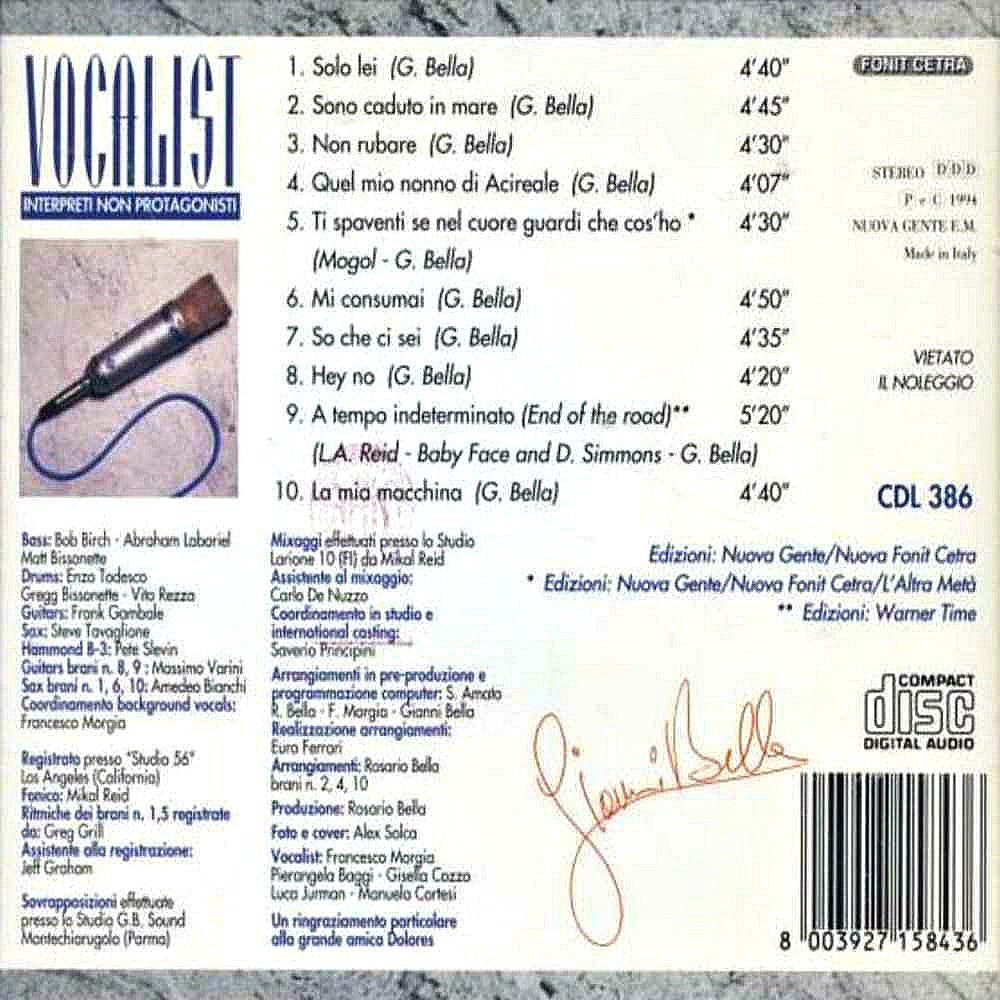 VOCALIST
INTERPRETI NON PROTAGONISTI
1. Solo lei (G. Bella) 4'40"
2. Sono caduto in mare (G. Bella) 4'45"
3. Non rubare (G. Bella) 4'30"
4. Quel mio nonno di Acireale (G. Bella) 4'07"
5. Ti spaventi se nel cuore guardi che cos'ho * 4'30"
(Mogol - G. Bella)
6. Mi consumai (G. Bella) 4'50"
7. So che ci sei (G. Bella) 4'35"
8. Hey no (G. Bella) 4'20"
9. A tempo indeterminato (End of the road)** 5'20"
(L.A. Reid - Baby Face and D. Simmons - G. Bella)
10. La mia macchina (G. Bella) 4'40"
FONIT CETRA
STEREO DDD
P e C 1994
NUOVA GENTE E.M.
Made in Italy
VIETATO
IL NOLEGGIO
CDL 386
Edizioni: Nuova Gente/Nuova Fonit Cetra
* Edizioni: Nuova Gente/Nuova Fonit Cetra/L'Altra Metà
** Edizioni: Warner Time
Bass: Bob Birch - Abraham Laboriel
Matt Bissonette
Drums: Enzo Todesco
Gregg Bissonette - Vito Rezza
Guitars: Frank Gambale
Sax: Steve Tavaglione
Hammond B-3: Pete Slevin
Guitars brani n. 8, 9 : Massimo Varini
Sax brani n. 1, 6, 10: Amedeo Bianchi
Coordinamento background vocals:
Francesco Morgia
Registrato presso "Studio 56"
Los Angeles (California)
Fonico: Mikal Reid
Ritmiche dei brani n. 1,5 registrate
da: Greg Grill
Assistente alla registrazione:
Jeff Graham
Sovrapposizioni effettuate
presso lo Studio G.B. Sound
Montechiarugolo (Parma)
Mixaggi effettuati presso lo Studio
Larione 10 (FI) da Mikal Reid
Assistente al mixaggio:
Carlo De Nuzzo
Coordinamento in studio e
international casting:
Saverio Principini
Arrangiamenti in pre-produzione e
programmazione computer: S. Amato
R. Bella - F. Morgia - Gianni Bella
Realizzazione arrangiamenti:
Euro Ferrari
Arrangiamenti: Rosario Bella
brani n. 2, 4, 10
Produzione: Rosario Bella
Foto e cover: Alex Solca
Vocalist: Francesco Morgia
Pierangela Baggi - Gisella Cozzo
Luca Jurman - Manuela Cortesi
Un ringraziamento particolare
alla grande amica Dolores
Gianni Bella
COMPACT
disc
DIGITAL AUDIO
8 003927 158436